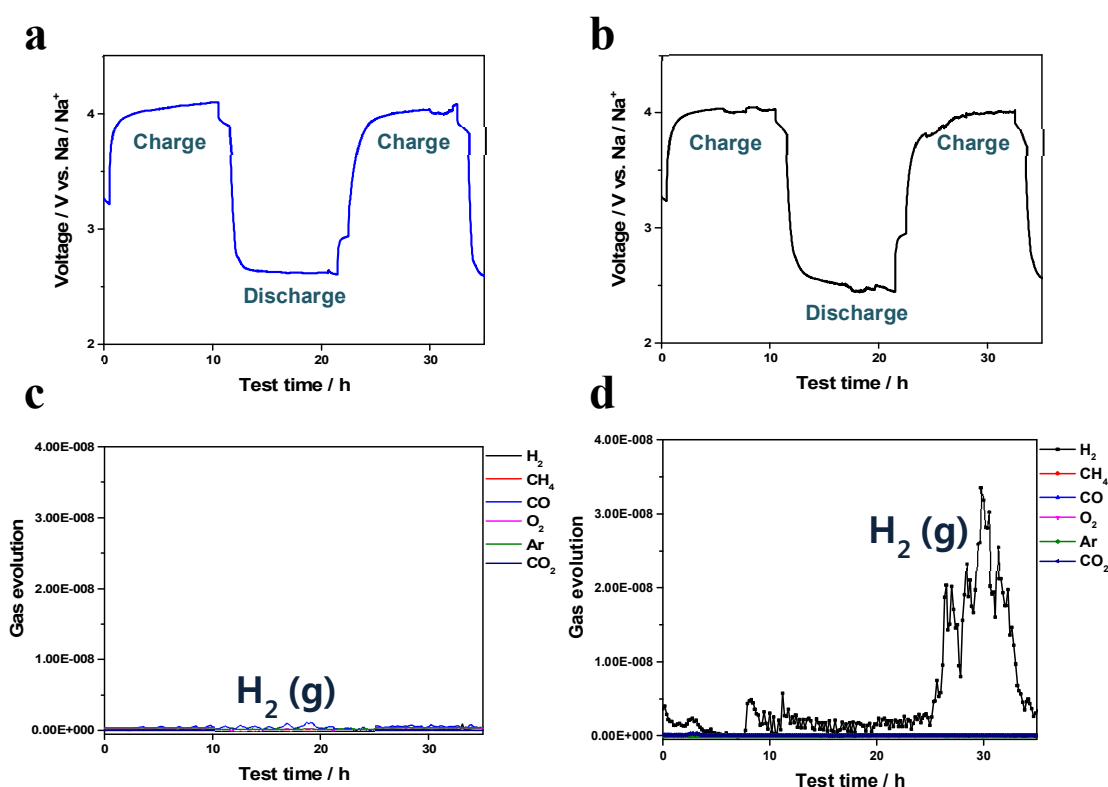 a
Voltage / V vs. Na / Na⁺
4
3
2
Charge
Charge
Discharge
0
10
20
30
Test time / h
b
Voltage / V vs. Na/ Na⁺
4
3
2
Charge
Charge
Discharge
0
10
20
30
Test time / h
c
Gas evolution
4.00E-008
3.00E-008
2.00E-008
1.00E-008
0.00E+000
H₂ (g)
0
10
20
30
Test time / h
H₂
CH₄
CO
O₂
Ar
CO₂
d
Gas evolution
4.00E-008
3.00E-008
2.00E-008
1.00E-008
0.00E+000
H₂ (g)
0
10
20
30
Test time / h
H₂
CH₄
CO
O₂
Ar
CO₂